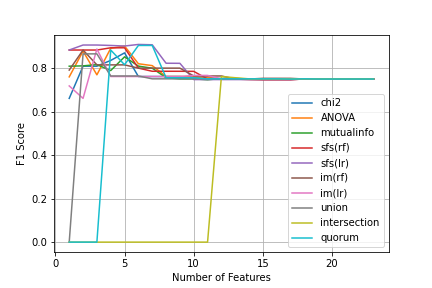 0.8
0.6
0.4
0.2
0.0
F1 Score
chi2
ANOVA
mutualinfo
sfs(rf)
sfs(lr)
im(rf)
im(lr)
union
intersection
quorum
0 5 10 15 20
Number of Features